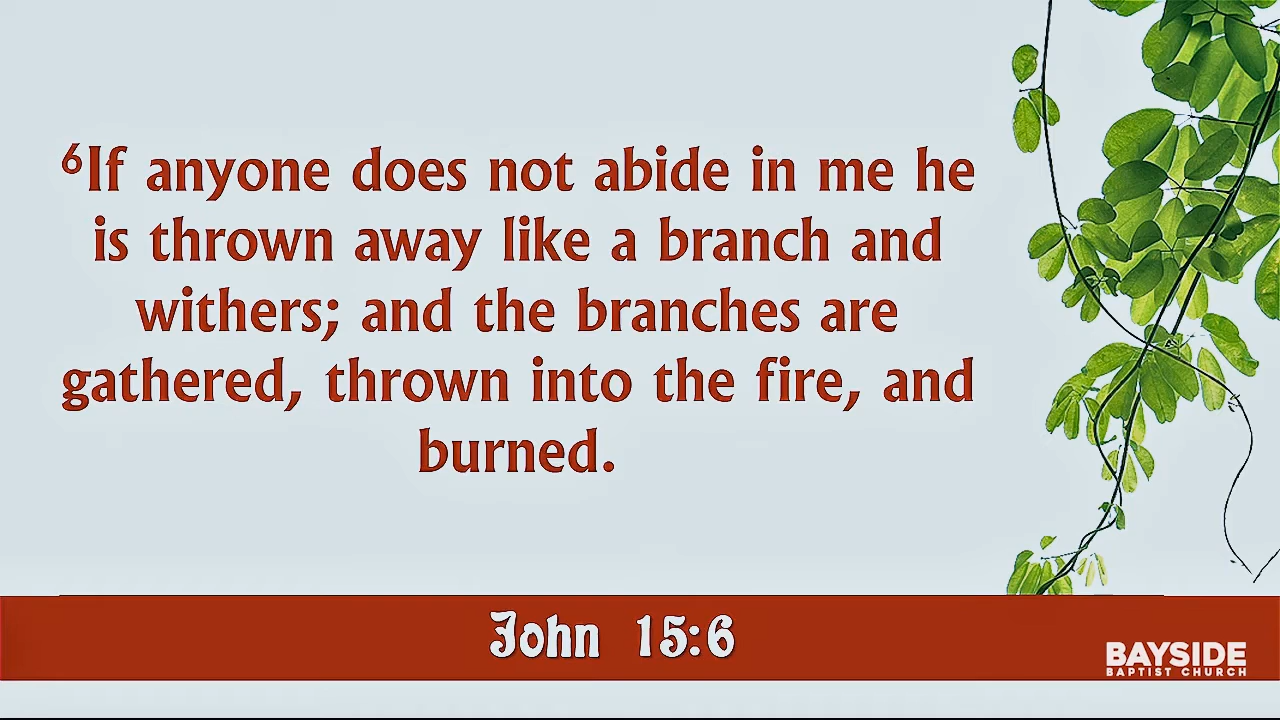 ⁶If anyone does not abide in me he
is thrown away like a branch and
withers; and the branches are
gathered, thrown into the fire, and
burned.
John 15:6
BAYSIDE
BAPTIST CHURCH